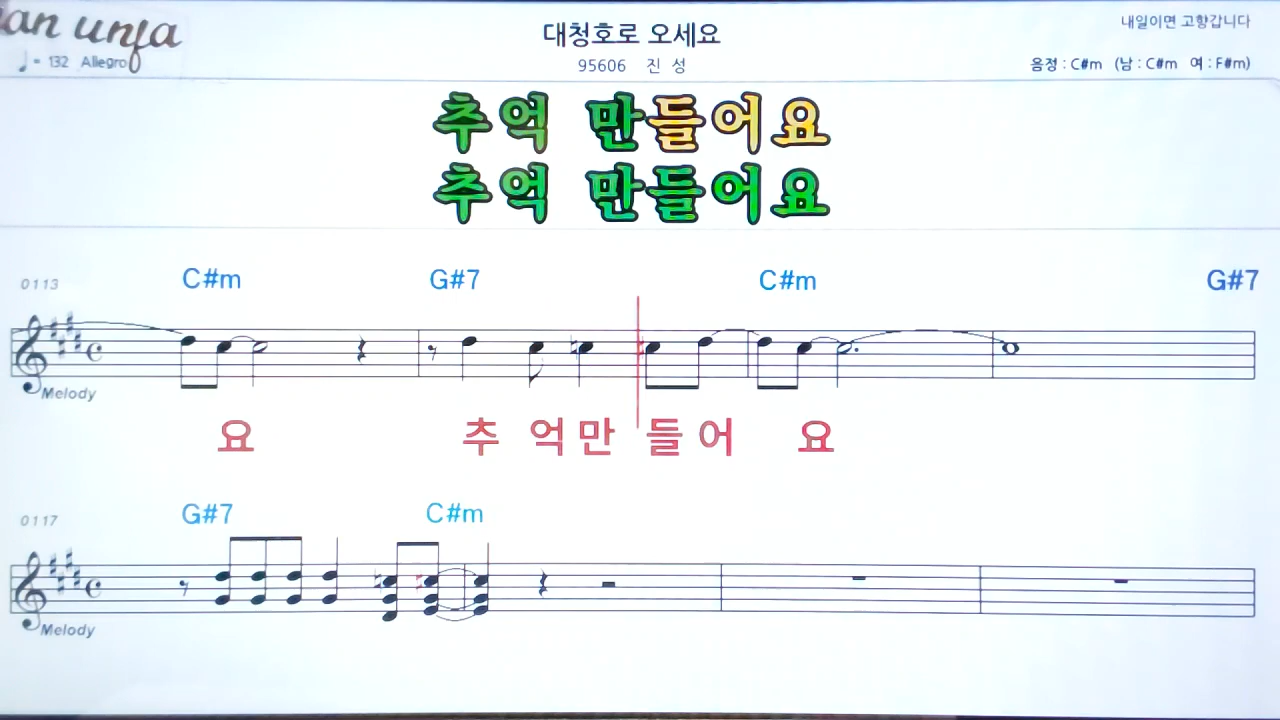 an unja
♩= 132 Allegro
대청호로 오세요
95606 진 성
내일이면 고향갑니다
음정 : C#m (남 : C#m 여 : F#m)
추억 만들어요
추억 만들어요
0113 C#m G#7 C#m G#7
Melody
요 추 억 만 들 어 요
0117 G#7 C#m
Melody